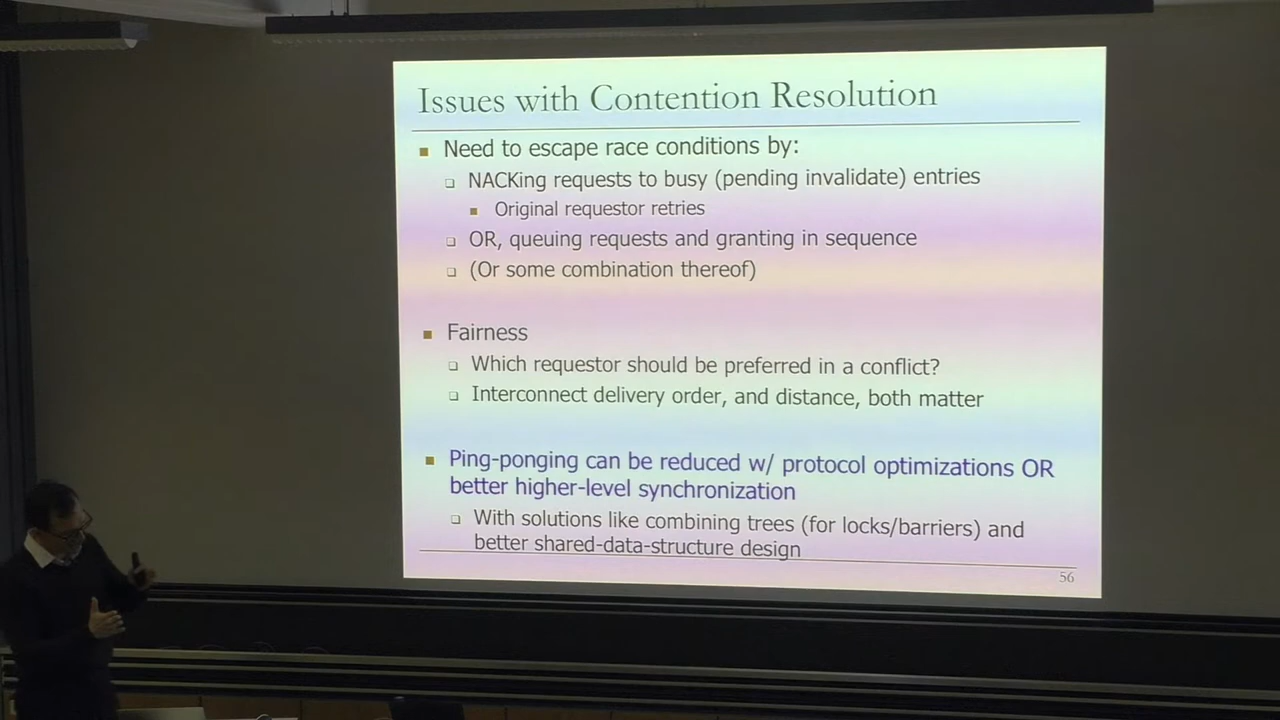 Issues with Contention Resolution
Need to escape race conditions by:
NACKing requests to busy (pending invalidate) entries
Original requestor retries
OR, queuing requests and granting in sequence
(Or some combination thereof)
Fairness
Which requestor should be preferred in a conflict?
Interconnect delivery order, and distance, both matter
Ping-ponging can be reduced w/ protocol optimizations OR
better higher-level synchronization
With solutions like combining trees (for locks/barriers) and
better shared-data-structure design
56